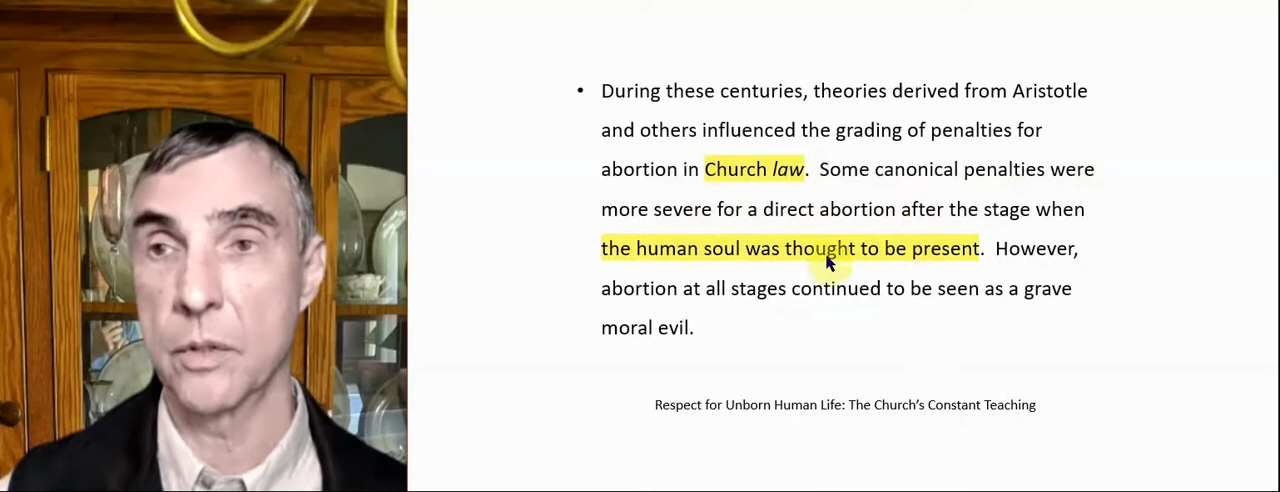 • During these centuries, theories derived from Aristotle
and others influenced the grading of penalties for
abortion in Church law.  Some canonical penalties were
more severe for a direct abortion after the stage when
the human soul was thought to be present.  However,
abortion at all stages continued to be seen as a grave
moral evil.
Respect for Unborn Human Life: The Church’s Constant Teaching